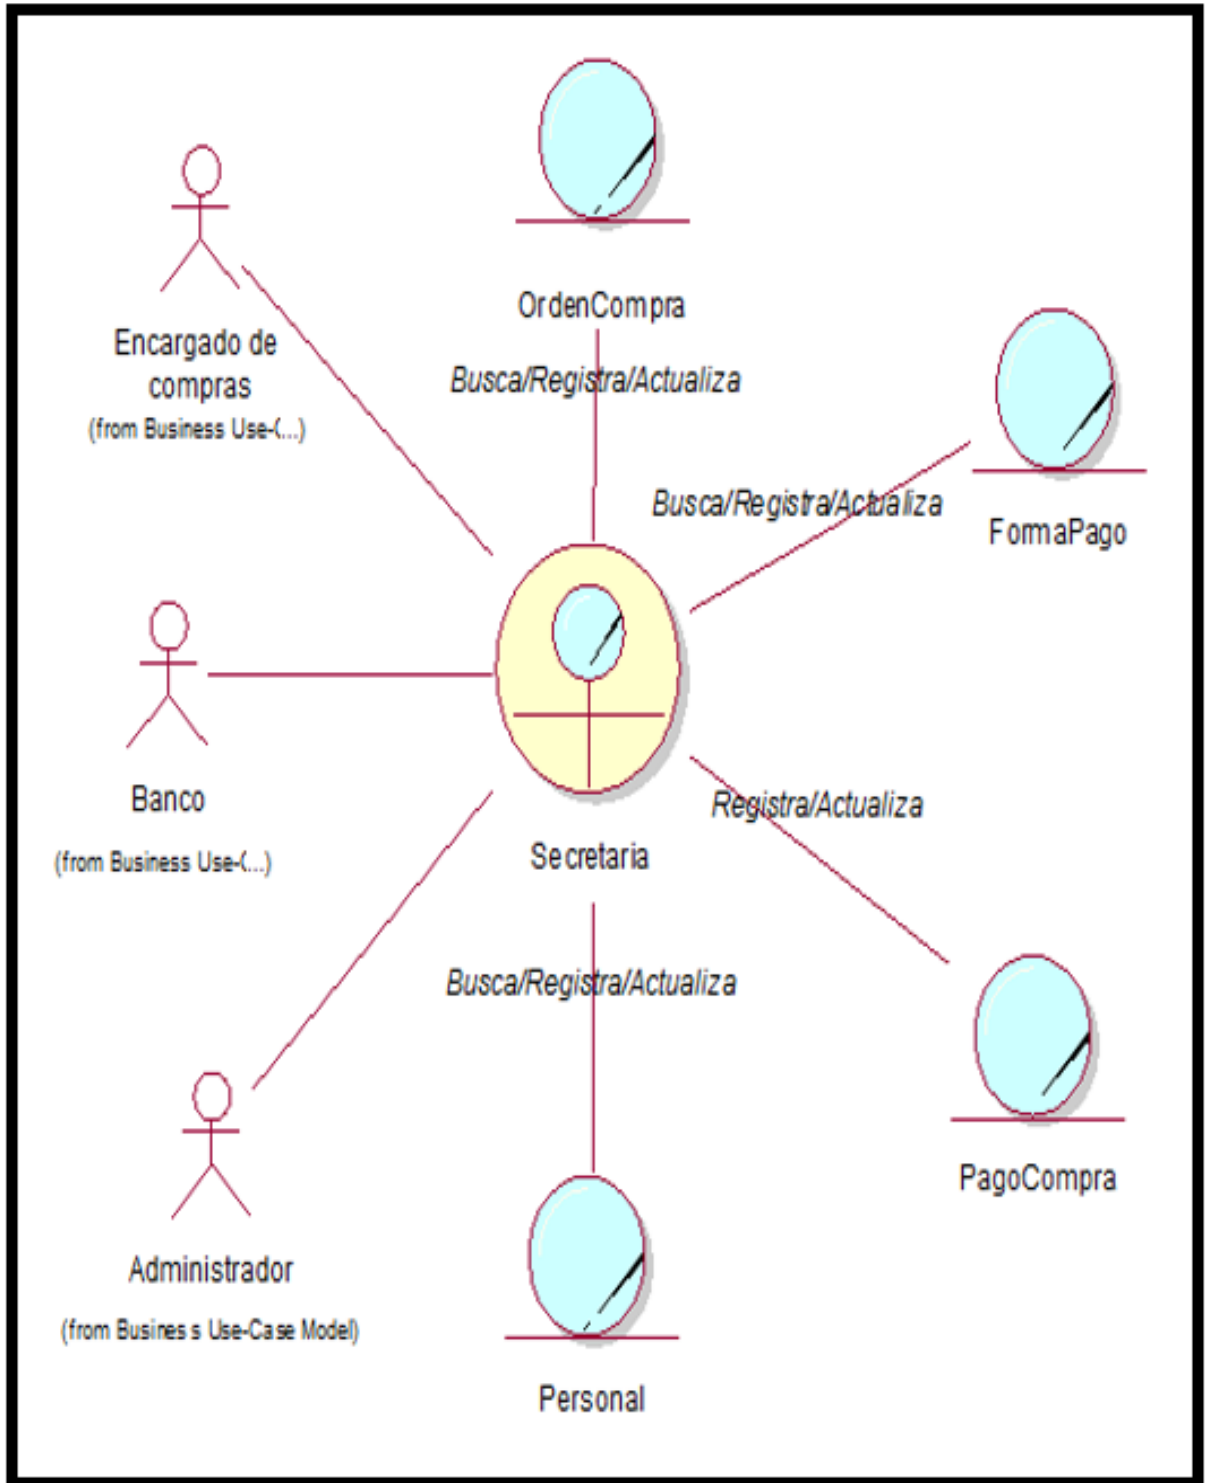 OrdenCompra
Encargado de
compras
(from Business Use-(...)
Busca/Registra/Actualiza
Busca/Registra/Actualiza
FormaPago
Banco
(from Business Use-(...)
Registra/Actualiza
Secretaria
Busca/Registra/Actualiza
PagoCompra
Administrador
(from Business Use-Case Model)
Personal